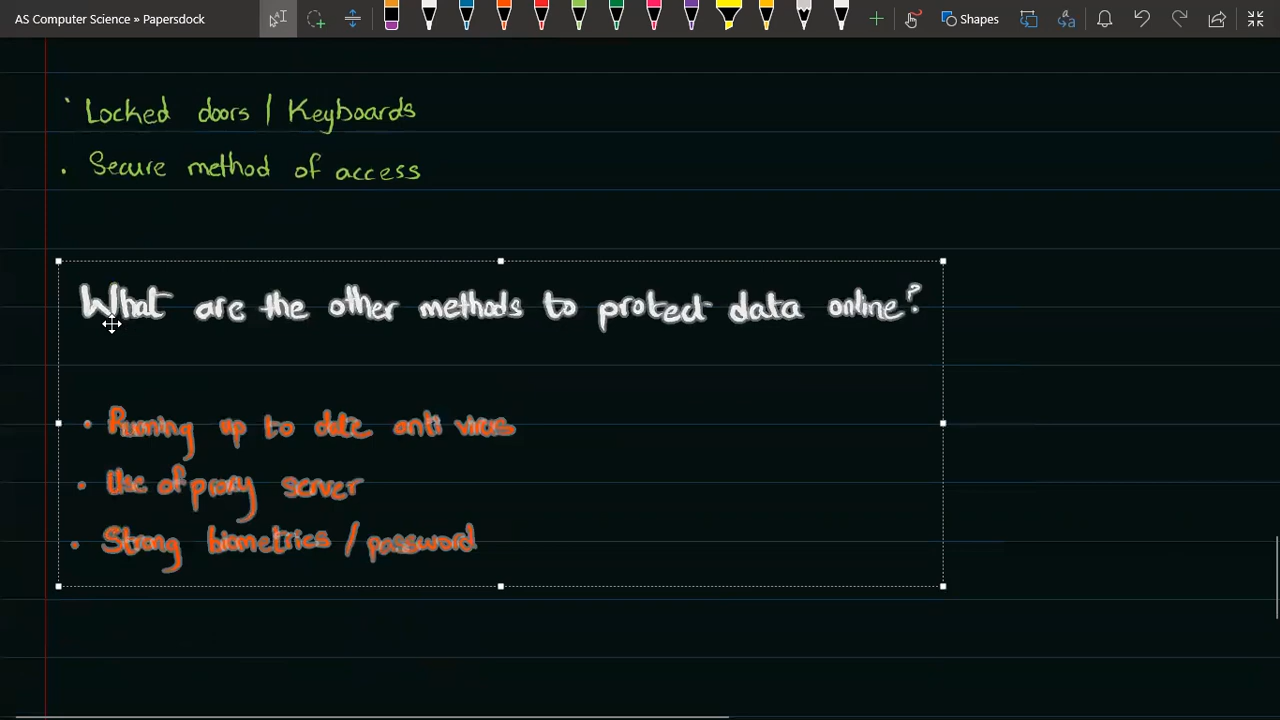 AS Computer Science » Papersdock
Shapes
· Locked doors / Keyboards
· Secure method of access
What are the other methods to protect data online?
· Running up to date anti virus
· Use of proxy server
· Strong biometrics / password